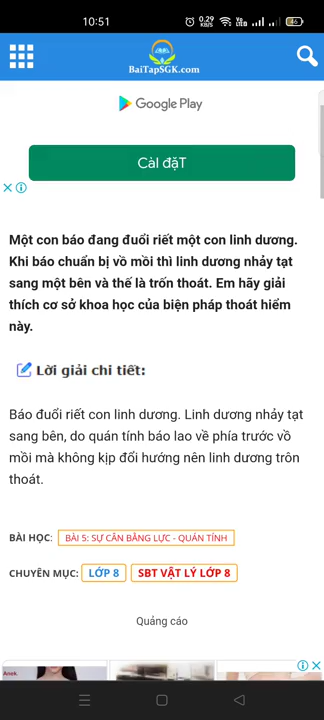 10:51
0.29
KB/S
46
BaiTapSGK.com
Google Play
Cài đặT
Một con báo đang đuổi riết một con linh dương.
Khi báo chuẩn bị vồ mồi thì linh dương nhảy tạt
sang một bên và thế là trốn thoát. Em hãy giải
thích cơ sở khoa học của biện pháp thoát hiểm
này.
Lời giải chi tiết:
Báo đuổi riết con linh dương. Linh dương nhảy tạt
sang bên, do quán tính báo lao về phía trước vồ
mồi mà không kịp đổi hướng nên linh dương trôn
thoát.
BÀI HỌC: BÀI 5: SỰ CÂN BẰNG LỰC - QUÁN TÍNH
CHUYÊN MỤC: LỚP 8 SBT VẬT LÝ LỚP 8
Quảng cáo
Anek.